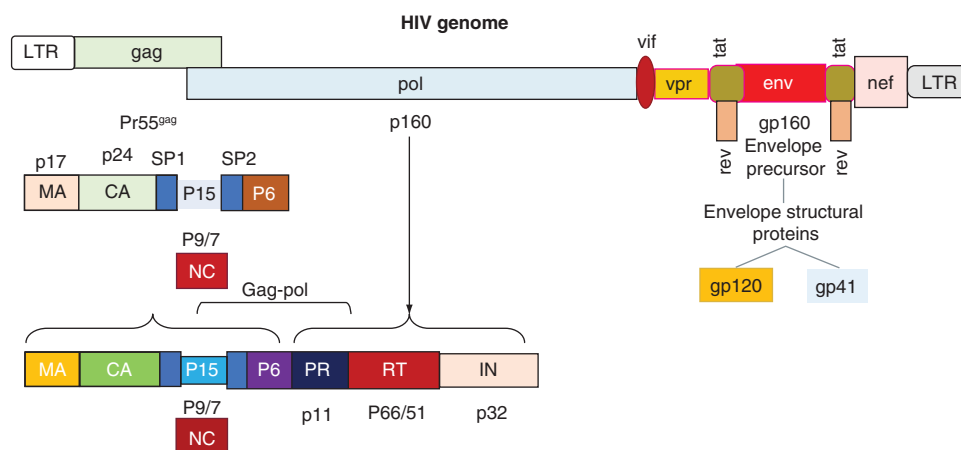 HIV genome
LTR
gag
pol
vif
vpr
tat
env
tat
nef
LTR
rev
rev
Pr55gag
p160
gp160
Envelope
precursor
p17
p24
SP1
SP2
MA
CA
P15
P6
Envelope structural
proteins
gp120
gp41
P9/7
NC
Gag-pol
MA
CA
P15
P6
PR
RT
IN
P9/7
NC
p11
P66/51
p32